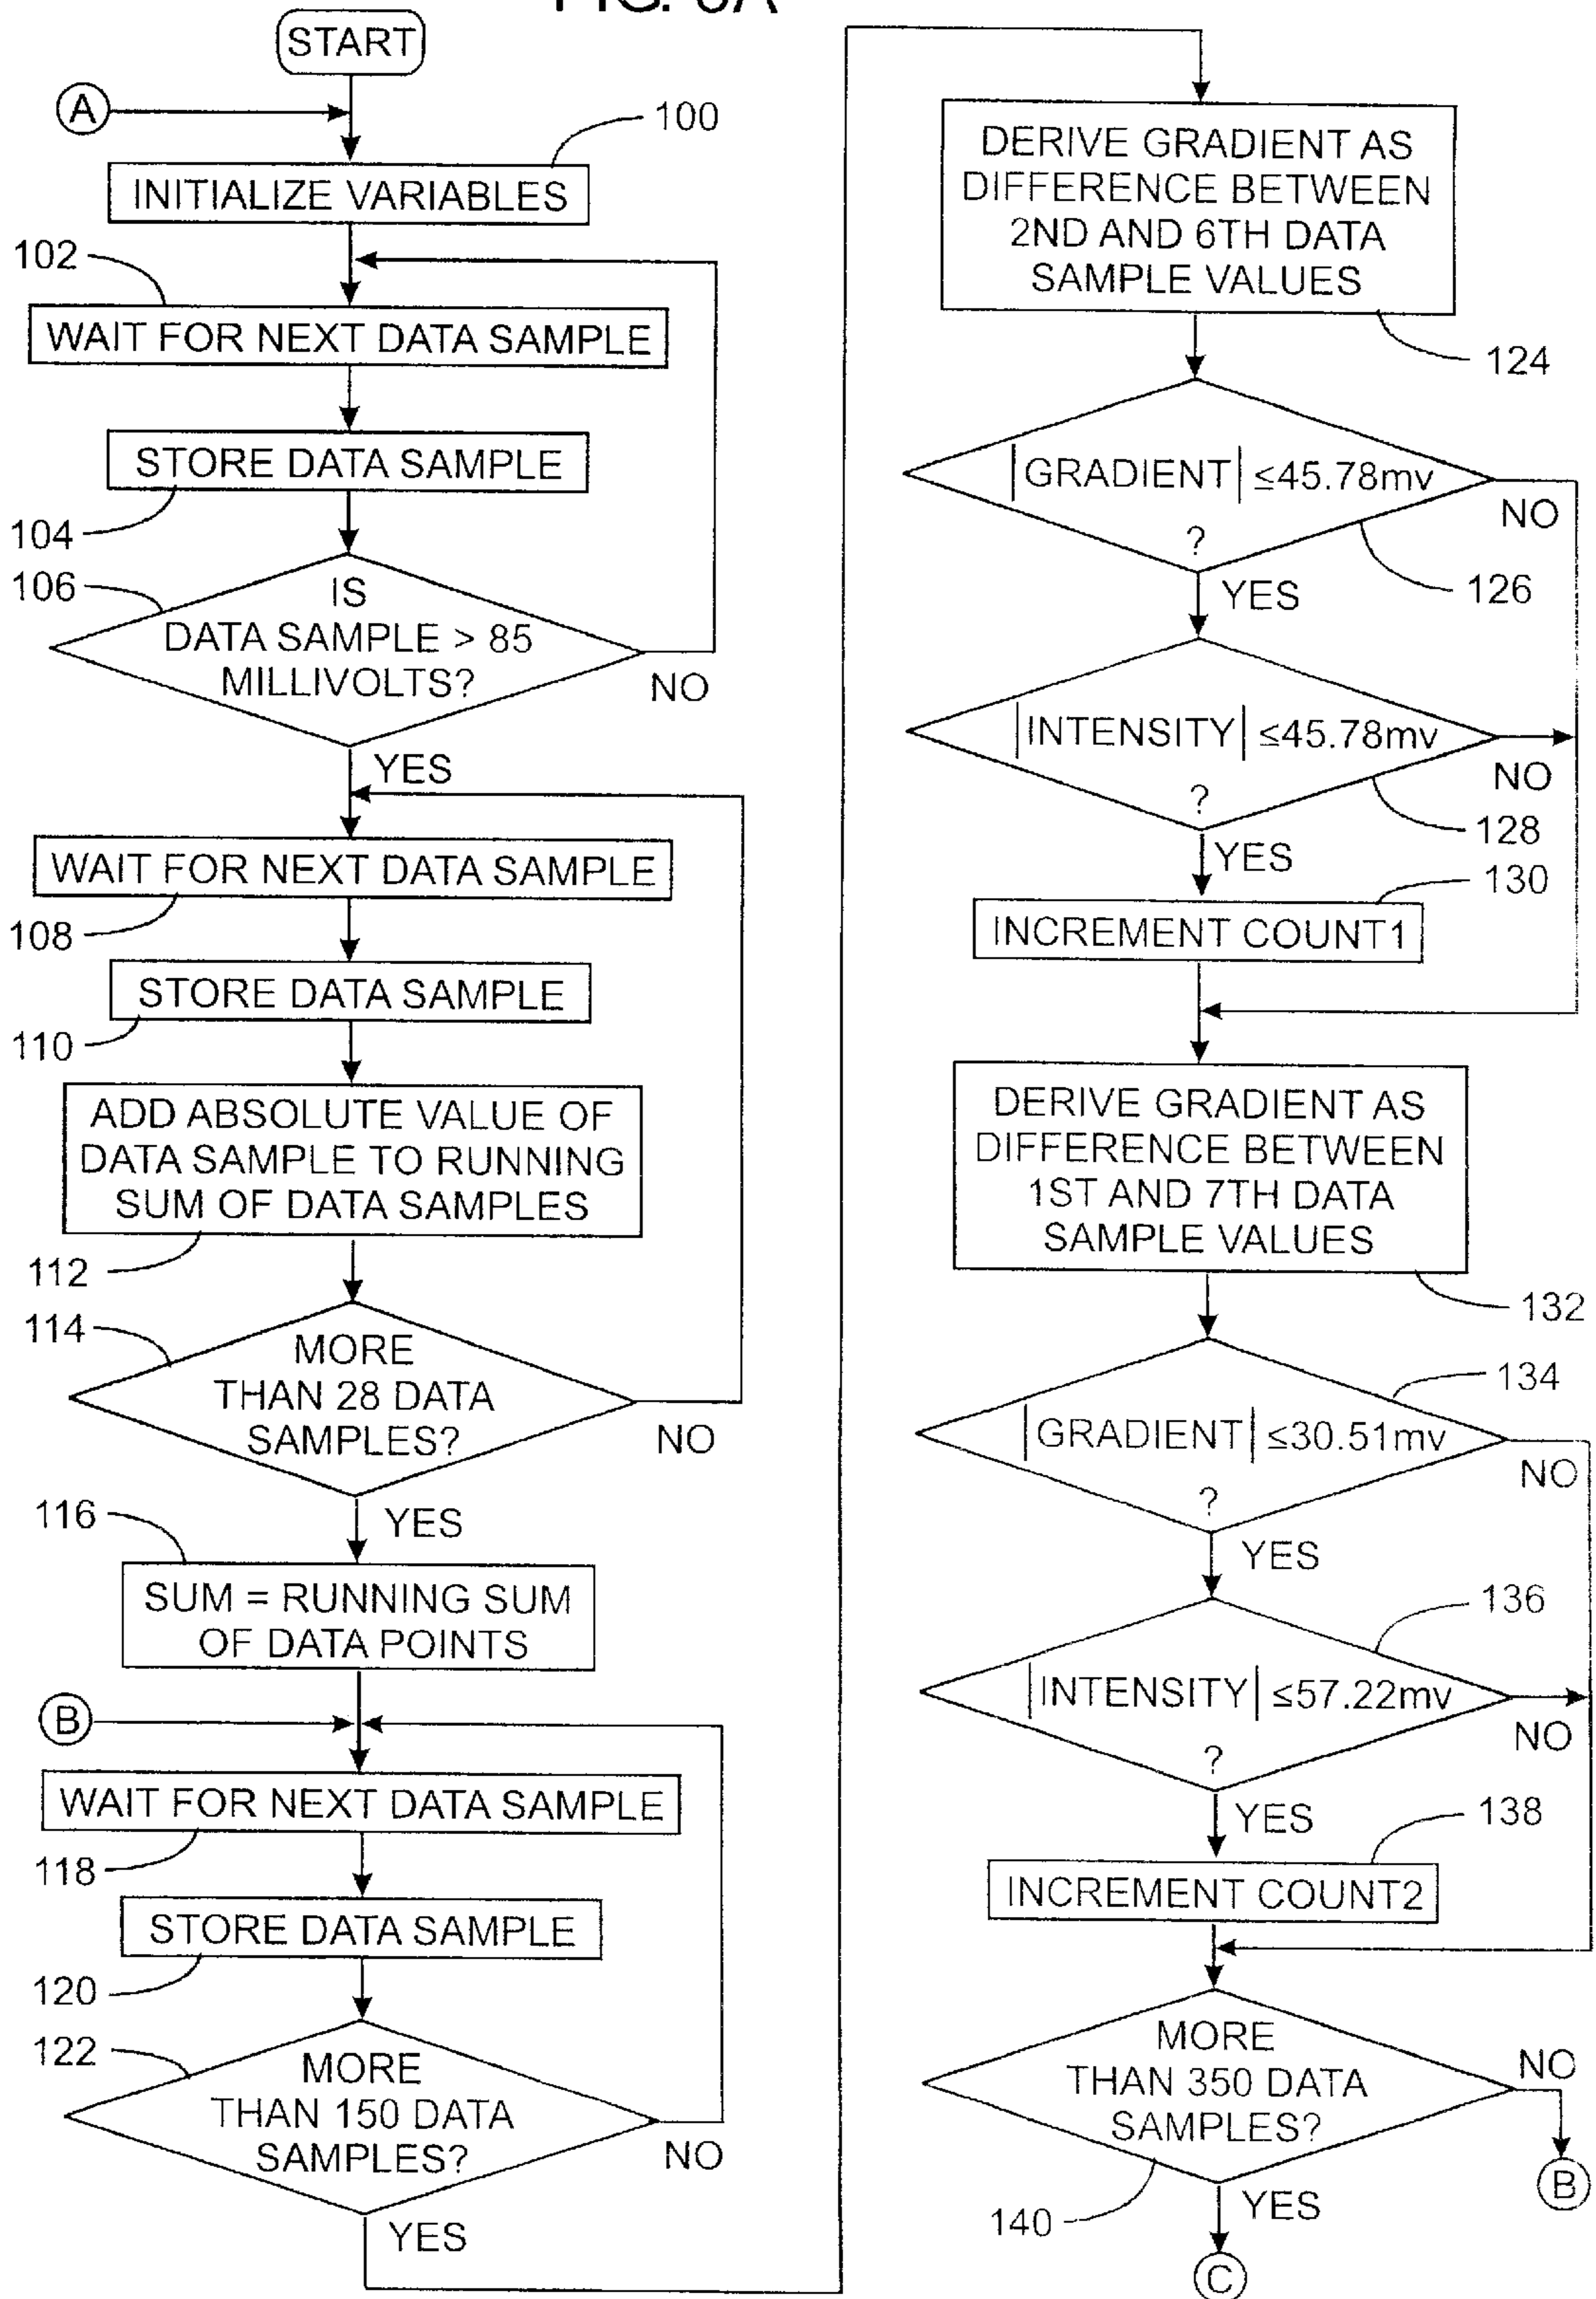 START
A
100
INITIALIZE VARIABLES
102
WAIT FOR NEXT DATA SAMPLE
STORE DATA SAMPLE
104
106
IS
DATA SAMPLE > 85
MILLIVOLTS?
NO
YES
WAIT FOR NEXT DATA SAMPLE
108
STORE DATA SAMPLE
110
ADD ABSOLUTE VALUE OF
DATA SAMPLE TO RUNNING
SUM OF DATA SAMPLES
112
114
MORE
THAN 28 DATA
SAMPLES?
NO
YES
116
SUM = RUNNING SUM
OF DATA POINTS
B
WAIT FOR NEXT DATA SAMPLE
118
STORE DATA SAMPLE
120
122
MORE
THAN 150 DATA
SAMPLES?
NO
YES
DERIVE GRADIENT AS
DIFFERENCE BETWEEN
2ND AND 6TH DATA
SAMPLE VALUES
124
|GRADIENT| ≤45.78mv
?
NO
126
YES
|INTENSITY| ≤45.78mv
?
NO
128
YES
130
INCREMENT COUNT1
DERIVE GRADIENT AS
DIFFERENCE BETWEEN
1ST AND 7TH DATA
SAMPLE VALUES
132
134
|GRADIENT| ≤30.51mv
?
NO
YES
136
|INTENSITY| ≤57.22mv
?
NO
YES
138
INCREMENT COUNT2
MORE
THAN 350 DATA
SAMPLES?
NO
B
140
YES
C